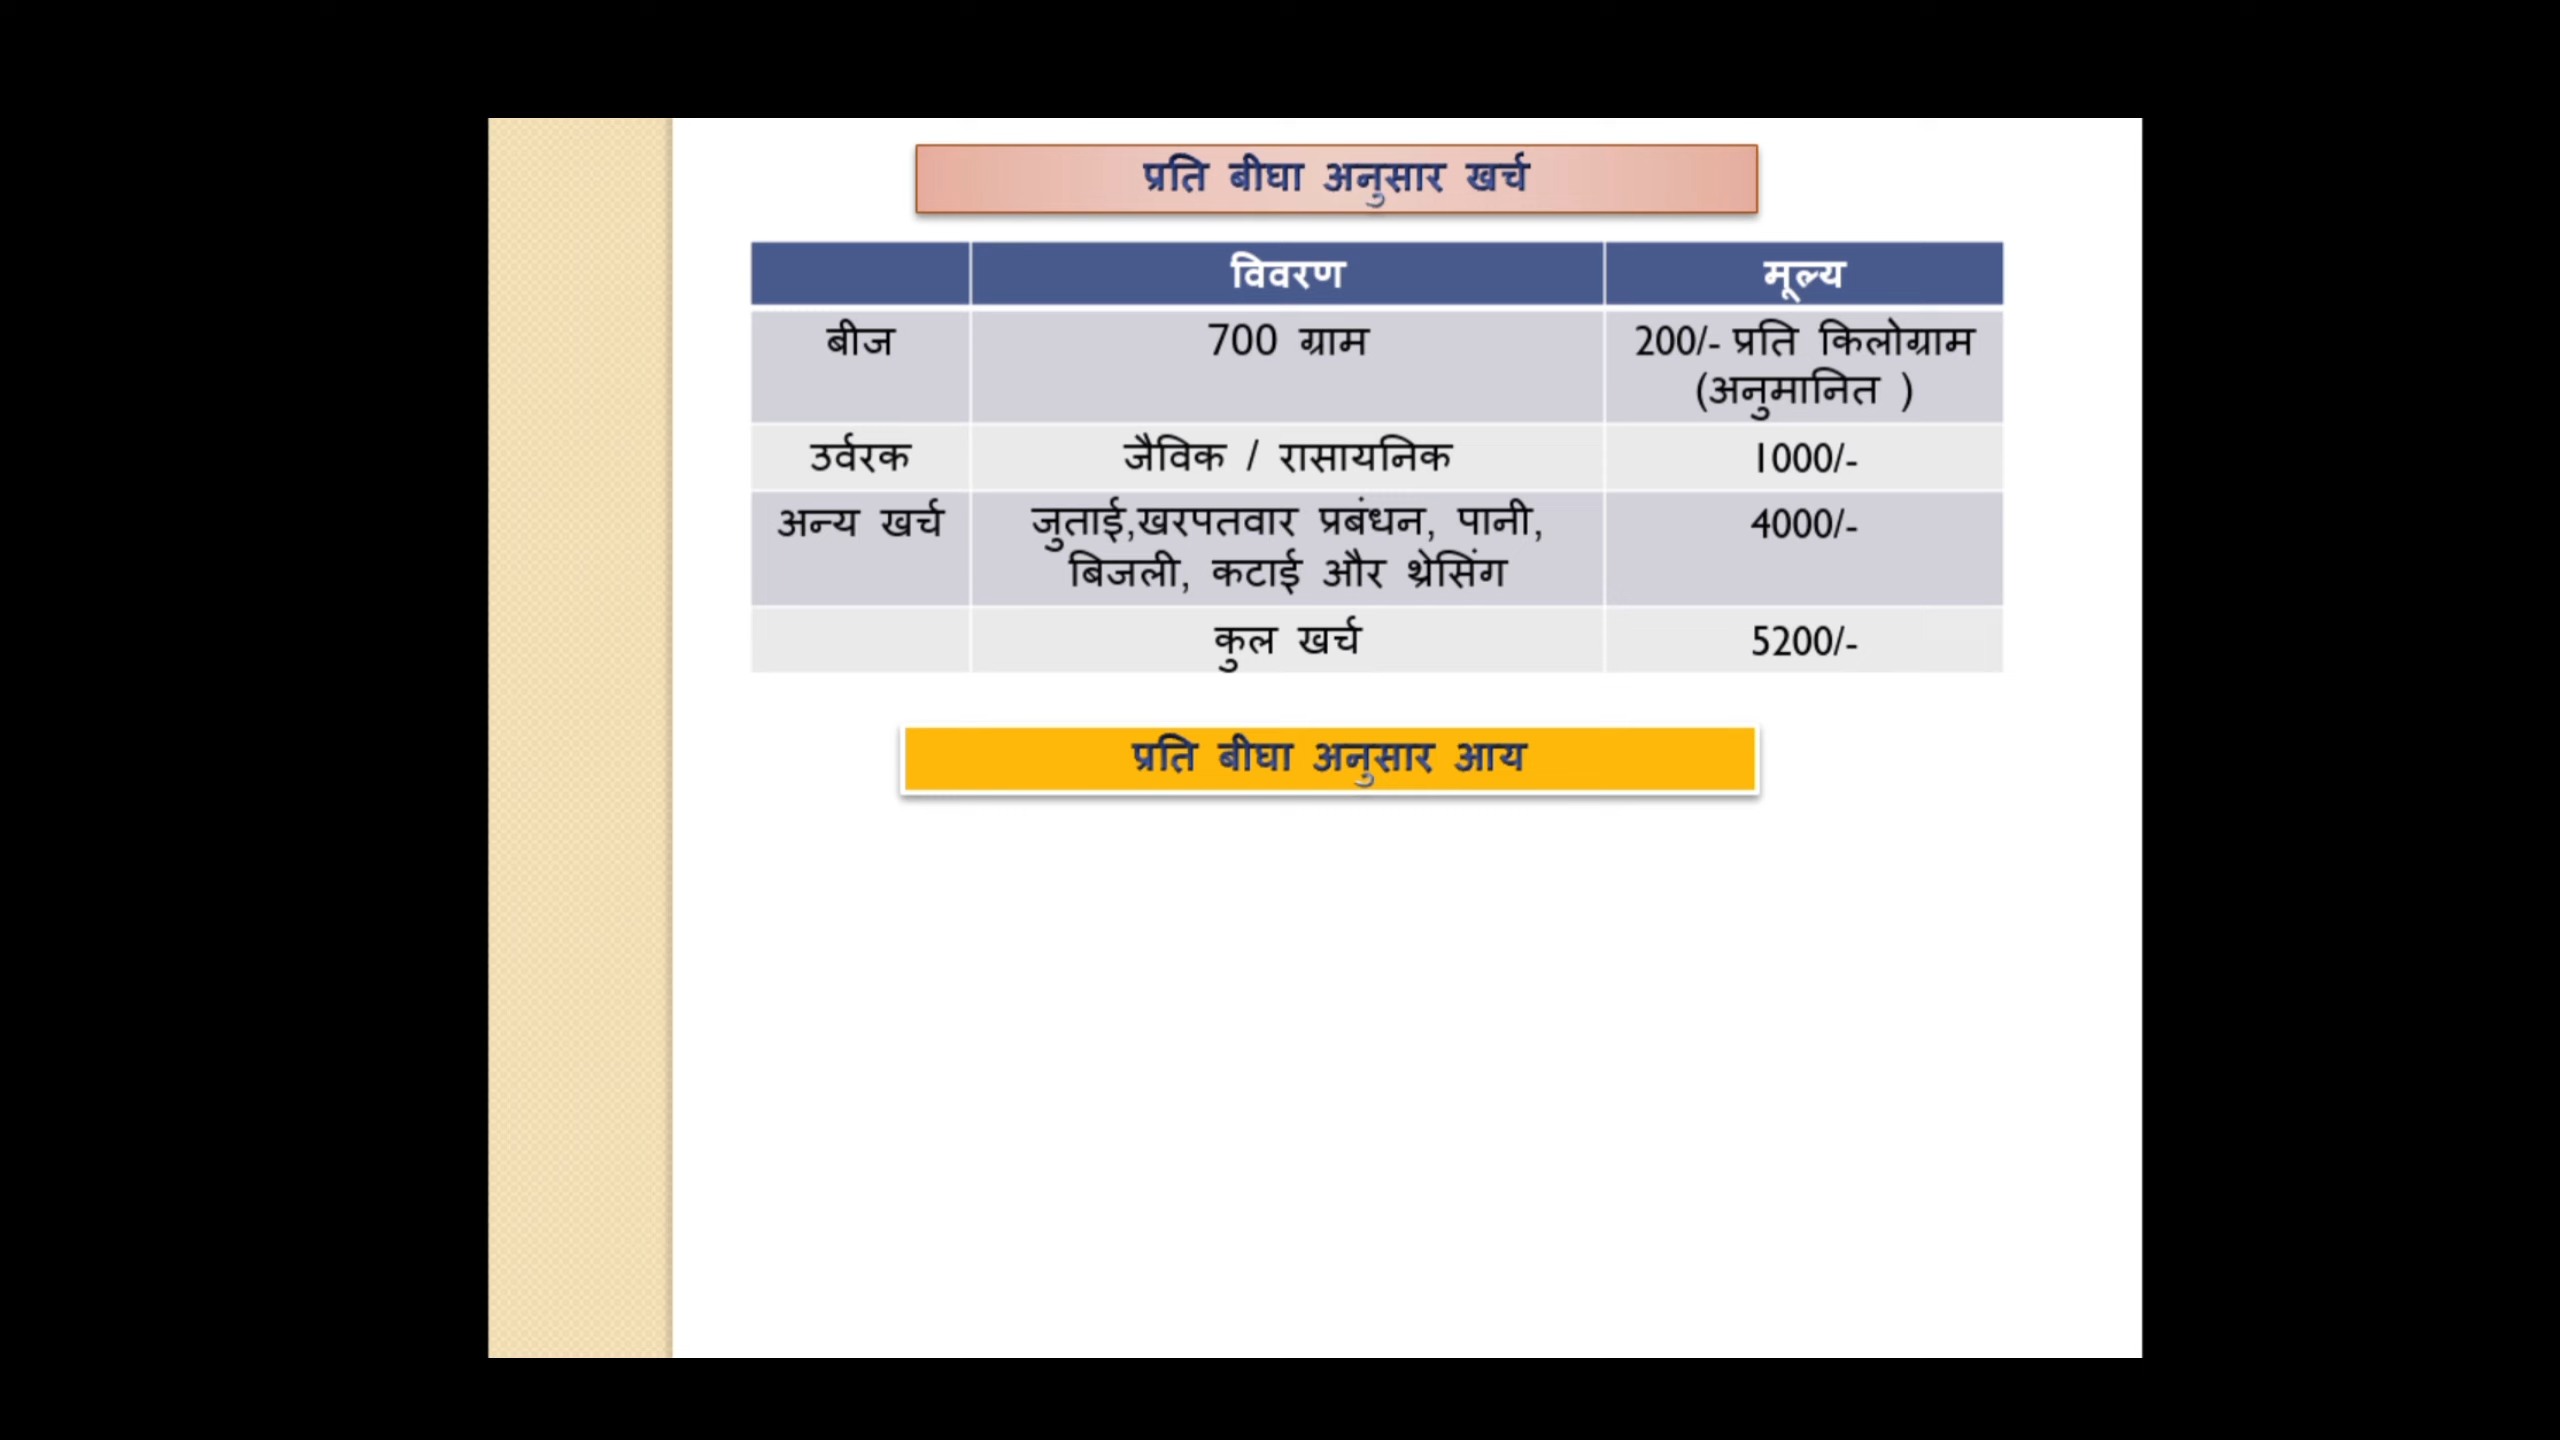 प्रति बीघा अनुसार खर्च
विवरण मूल्य
बीज 700 ग्राम 200/- प्रति किलोग्राम
(अनुमानित )
उर्वरक जैविक / रासायनिक 1000/-
अन्य खर्च जुताई,खरपतवार प्रबंधन, पानी, 4000/-
बिजली, कटाई और थ्रेसिंग
कुल खर्च 5200/-
प्रति बीघा अनुसार आय